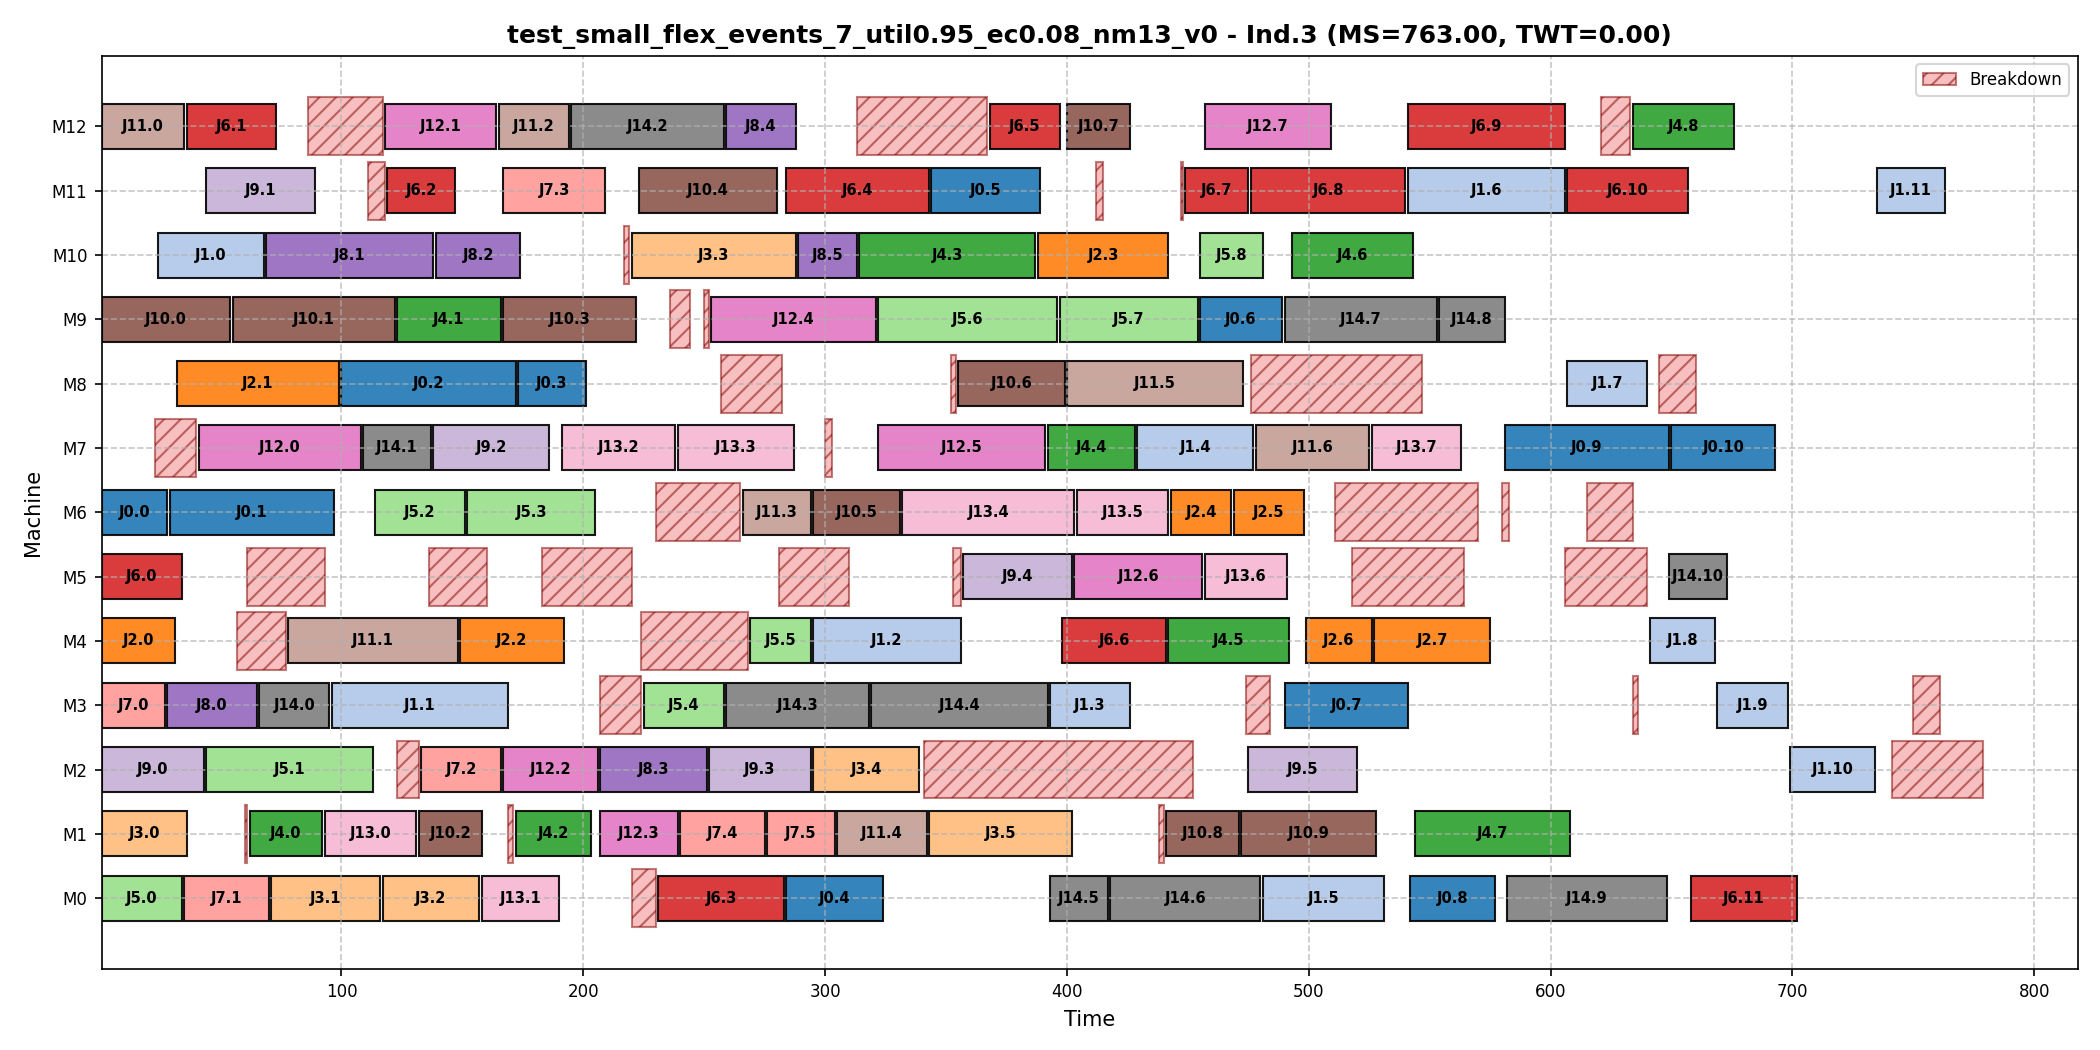 test_small_flex_events_7_util0.95_ec0.08_nm13_v0 - Ind.3 (MS=763.00, TWT=0.00)
Breakdown
M12 J11.0 J6.1 J12.1 J11.2 J14.2 J8.4 J6.5 J10.7 J12.7 J6.9 J4.8
M11 J9.1 J6.2 J7.3 J10.4 J6.4 J0.5 J6.7 J6.8 J1.6 J6.10 J1.11
M10 J1.0 J8.1 J8.2 J3.3 J8.5 J4.3 J2.3 J5.8 J4.6
M9 J10.0 J10.1 J4.1 J10.3 J12.4 J5.6 J5.7 J0.6 J14.7 J14.8
M8 J2.1 J0.2 J0.3 J10.6 J11.5 J1.7
M7 J12.0 J14.1 J9.2 J13.2 J13.3 J12.5 J4.4 J1.4 J11.6 J13.7 J0.9 J0.10
M6 J0.0 J0.1 J5.2 J5.3 J11.3 J10.5 J13.4 J13.5 J2.4 J2.5
M5 J6.0 J9.4 J12.6 J13.6 J14.10
M4 J2.0 J11.1 J2.2 J5.5 J1.2 J6.6 J4.5 J2.6 J2.7 J1.8
M3 J7.0 J8.0 J14.0 J1.1 J5.4 J14.3 J14.4 J1.3 J0.7 J1.9
M2 J9.0 J5.1 J7.2 J12.2 J8.3 J9.3 J3.4 J9.5 J1.10
M1 J3.0 J4.0 J13.0 J10.2 J4.2 J12.3 J7.4 J7.5 J11.4 J3.5 J10.8 J10.9 J4.7
M0 J5.0 J7.1 J3.1 J3.2 J13.1 J6.3 J0.4 J14.5 J14.6 J1.5 J0.8 J14.9 J6.11
Machine
100 200 300 400 500 600 700 800
Time